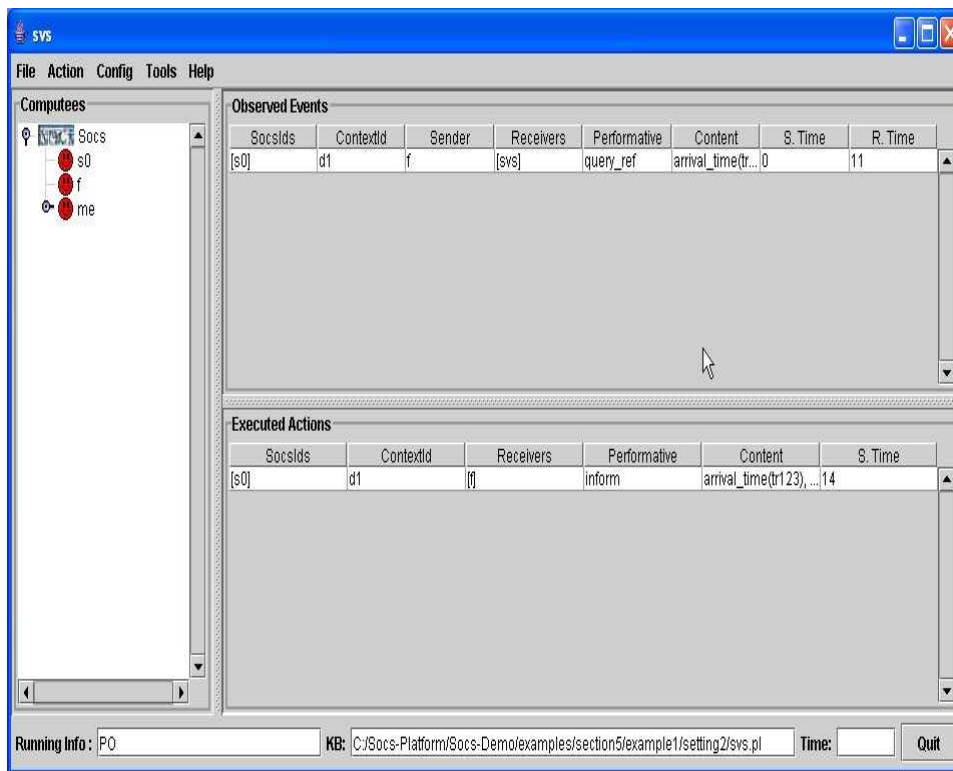 svs
File Action Config Tools Help
Computees
Socs
s0
f
me
Observed Events
SocsIds ContextId Sender Receivers Performative Content S. Time R. Time
[s0] d1 f [svs] query_ref arrival_time(tr... 0 11
Executed Actions
SocsIds ContextId Receivers Performative Content S. Time
[s0] d1 [f] inform arrival_time(tr123), ... 14
Running Info : PO KB: C:/Socs-Platform/Socs-Demo/examples/section5/example1/setting2/svs.pl Time: Quit